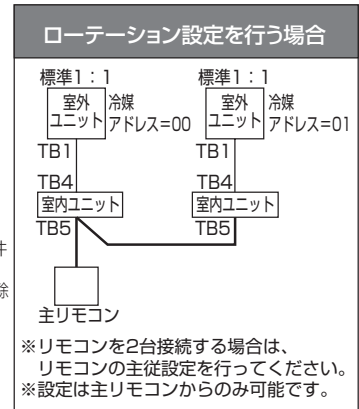 ローテーション設定を行う場合
標準1：1 標準1：1
室外ユニット 冷媒アドレス=00 室外ユニット 冷媒アドレス=01
TB1 TB1
TB4 TB4
室内ユニット 室内ユニット
TB5 TB5
件
除
主リモコン
※リモコンを2台接続する場合は、
リモコンの主従設定を行ってください。
※設定は主リモコンからのみ可能です。